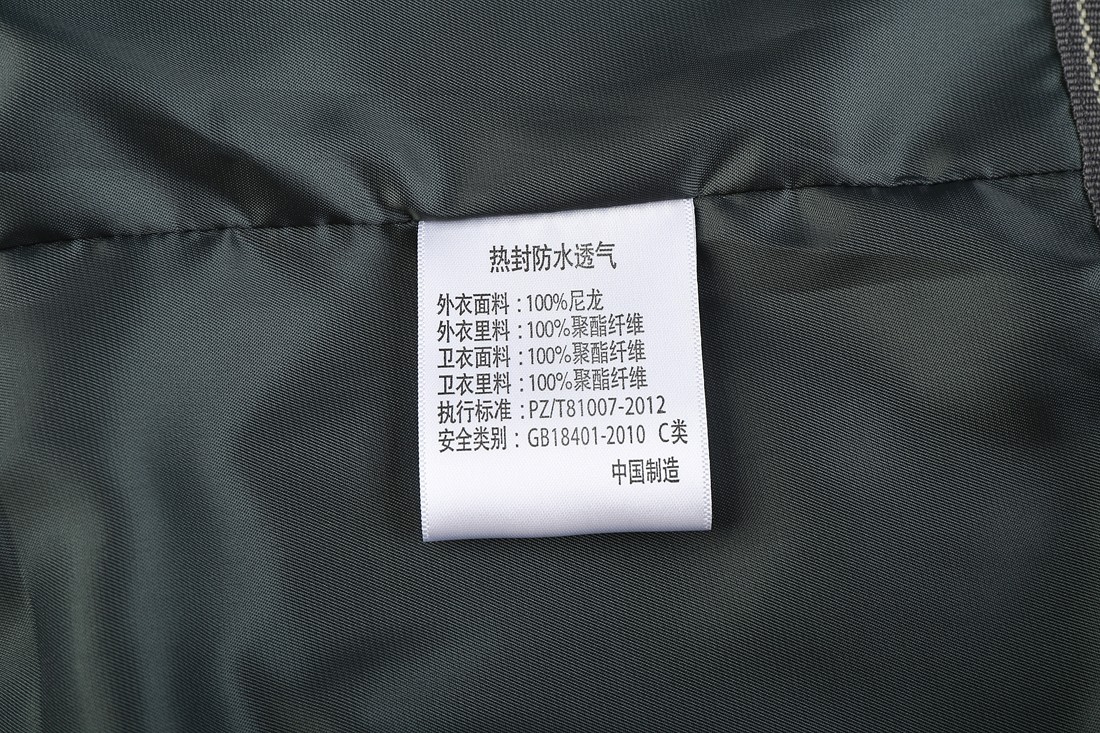 热封防水透气
外衣面料：100%尼龙
外衣里料：100%聚酯纤维
卫衣面料：100%聚酯纤维
卫衣里料：100%聚酯纤维
执行标准：PZ/T81007-2012
安全类别：GB18401-2010 C类
中国制造